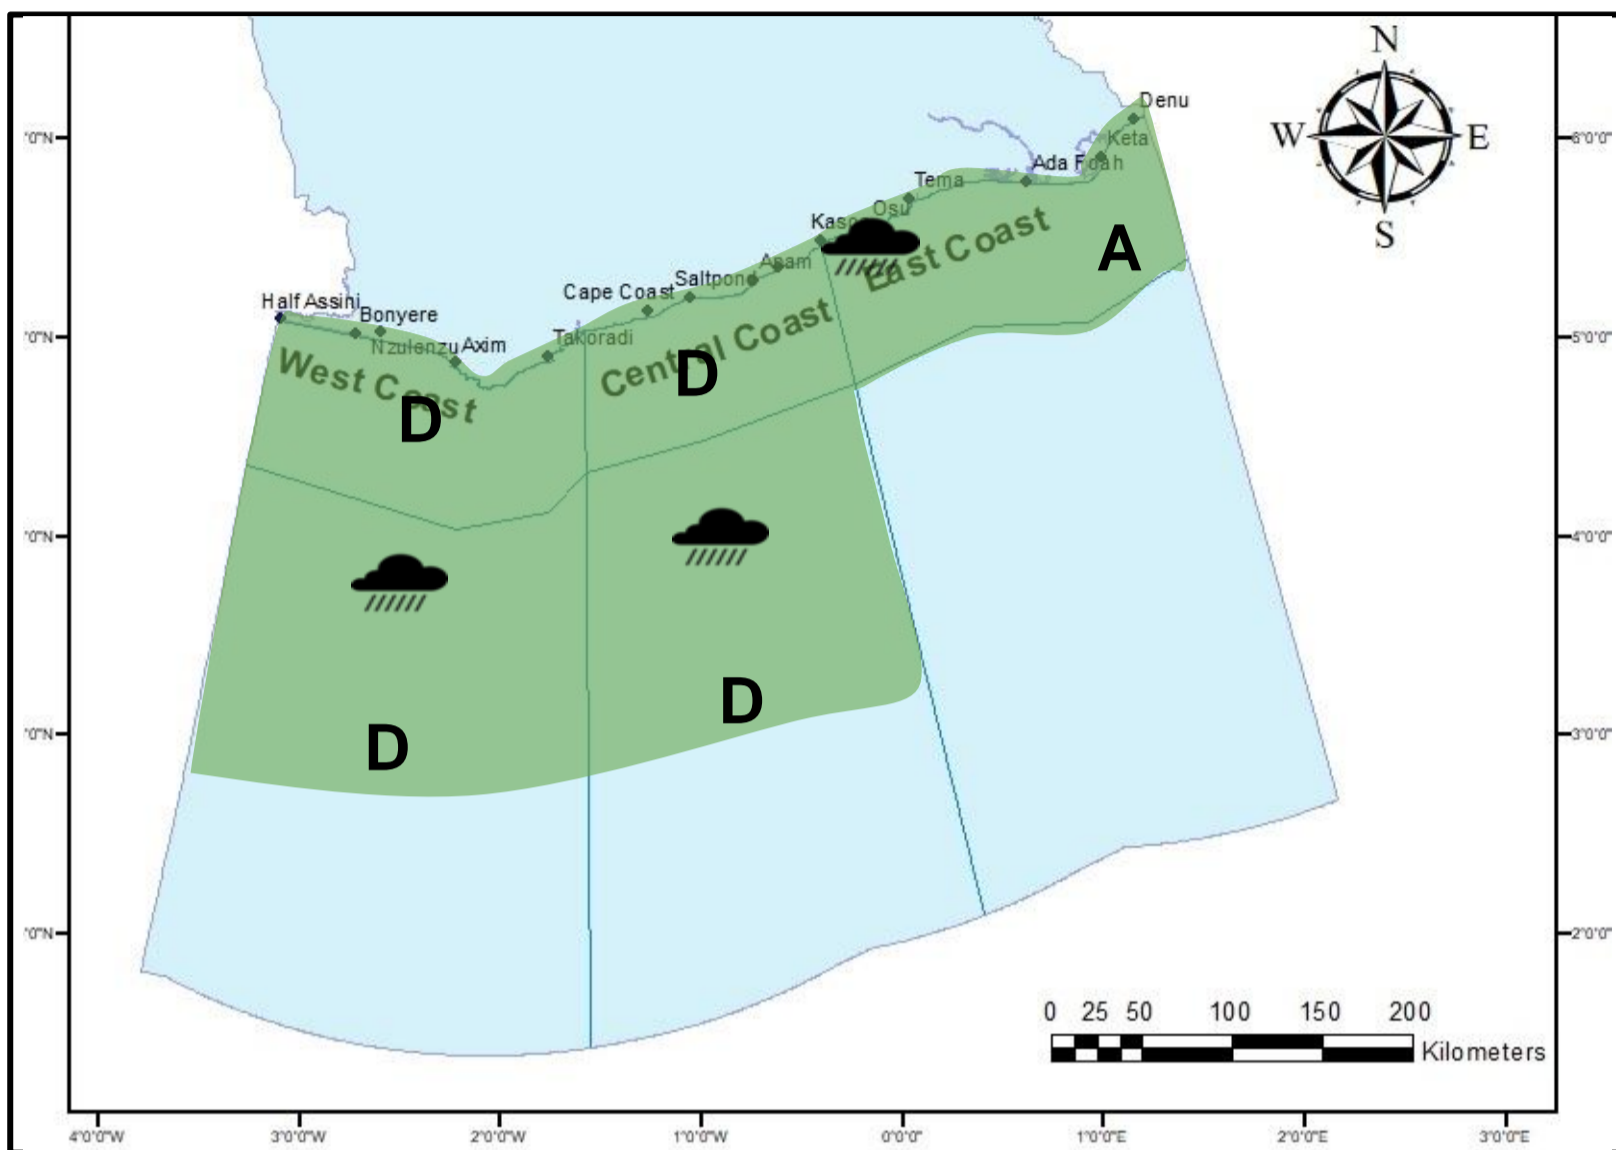 N
W
E
S
Denu
Keta
Ada Foah
Tema
Osu
Apam
Saltpond
Cape Coast
Takoradi
Half Assini
Bonyere
Nzulenzu
Axim
West Coast
Central Coast
East Coast
A
D
D
D
D
6°0'0"
5°0'0"
4°0'0"
3°0'0"
2°0'0"
0 25 50 100 150 200
Kilometers
4°0'0"W 3°0'0"W 2°0'0"W 1°0'0"W 0°0'0" 1°0'0"E 2°0'0"E 3°0'0"E